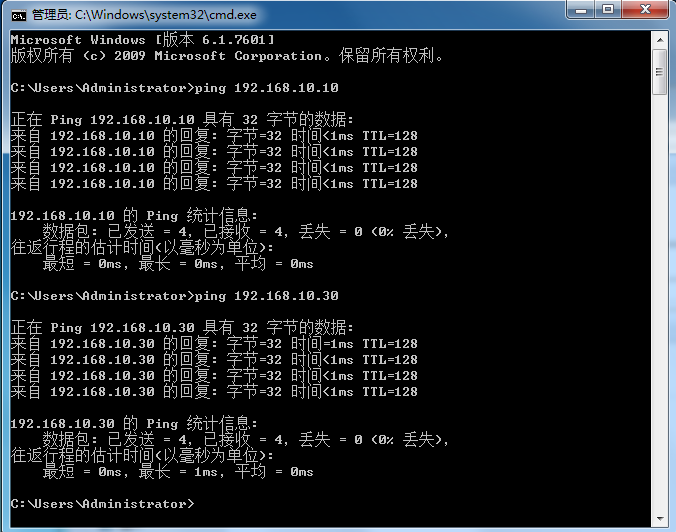 管理员: C:\Windows\system32\cmd.exe
Microsoft Windows [版本 6.1.7601]
版权所有 (c) 2009 Microsoft Corporation。保留所有权利。
C:\Users\Administrator>ping 192.168.10.10
正在 Ping 192.168.10.10 具有 32 字节的数据:
来自 192.168.10.10 的回复: 字节=32 时间<1ms TTL=128
来自 192.168.10.10 的回复: 字节=32 时间<1ms TTL=128
来自 192.168.10.10 的回复: 字节=32 时间<1ms TTL=128
来自 192.168.10.10 的回复: 字节=32 时间<1ms TTL=128
192.168.10.10 的 Ping 统计信息:
    数据包: 已发送 = 4，已接收 = 4，丢失 = 0 (0% 丢失)，
往返行程的估计时间(以毫秒为单位):
    最短 = 0ms，最长 = 0ms，平均 = 0ms
C:\Users\Administrator>ping 192.168.10.30
正在 Ping 192.168.10.30 具有 32 字节的数据:
来自 192.168.10.30 的回复: 字节=32 时间=1ms TTL=128
来自 192.168.10.30 的回复: 字节=32 时间<1ms TTL=128
来自 192.168.10.30 的回复: 字节=32 时间<1ms TTL=128
来自 192.168.10.30 的回复: 字节=32 时间<1ms TTL=128
192.168.10.30 的 Ping 统计信息:
    数据包: 已发送 = 4，已接收 = 4，丢失 = 0 (0% 丢失)，
往返行程的估计时间(以毫秒为单位):
    最短 = 0ms，最长 = 1ms，平均 = 0ms
C:\Users\Administrator>